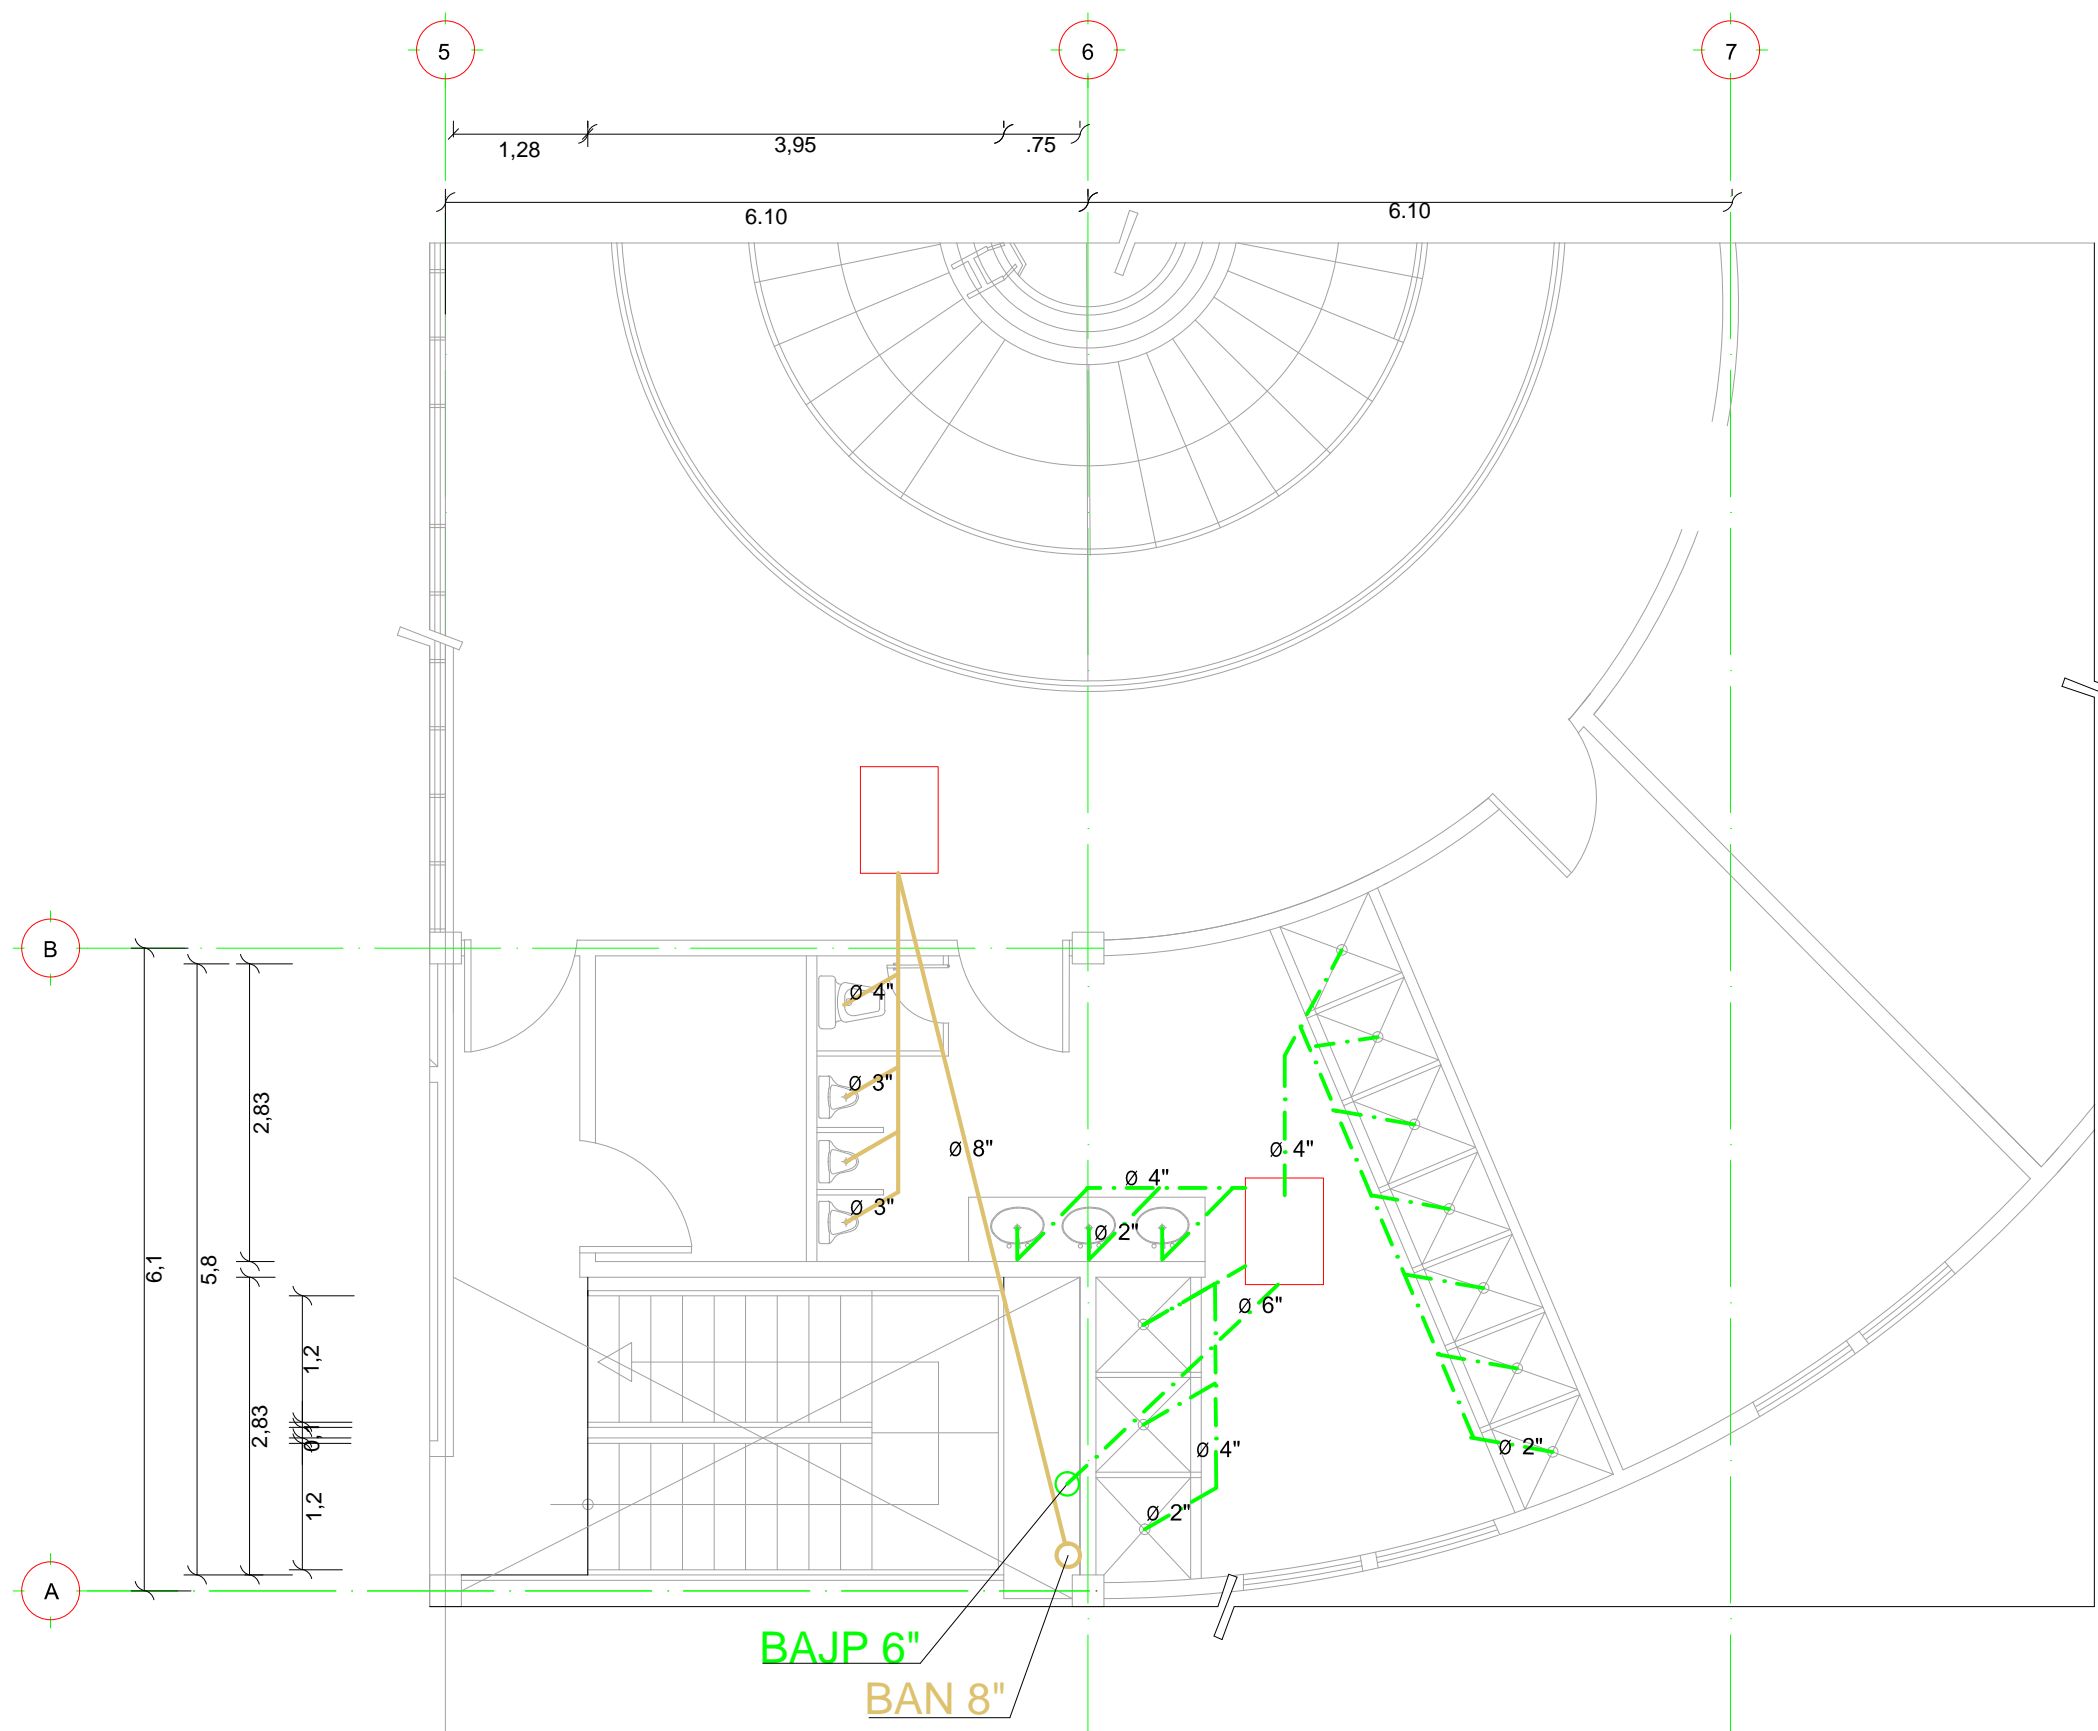 5
6
7
1,28
3,95
.75
6.10
6.10
B
Ø 4"
Ø 3"
2,83
Ø 8"
Ø 4"
Ø 4"
Ø 3"
Ø 2"
6,1
5,8
Ø 6"
1,2
2,83
Ø 4"
Ø 2"
1,2
Ø 2"
A
BAJP 6"
BAN 8"